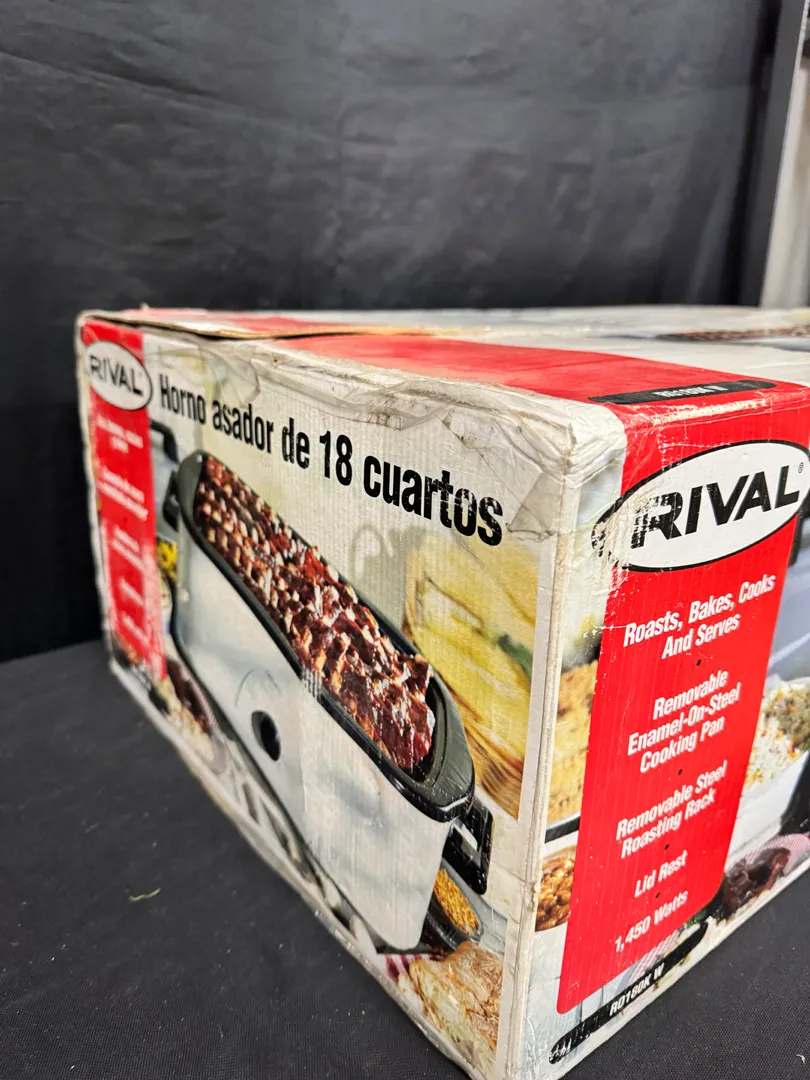 RIVAL
Horno asador de 18 cuartos
RIVAL®
Roasts, Bakes, Cooks
And Serves
Removable
Enamel-On-Steel
Cooking Pan
Removable Steel
Roasting Rack
Lid Rest
1,450 Watts
RO180K W